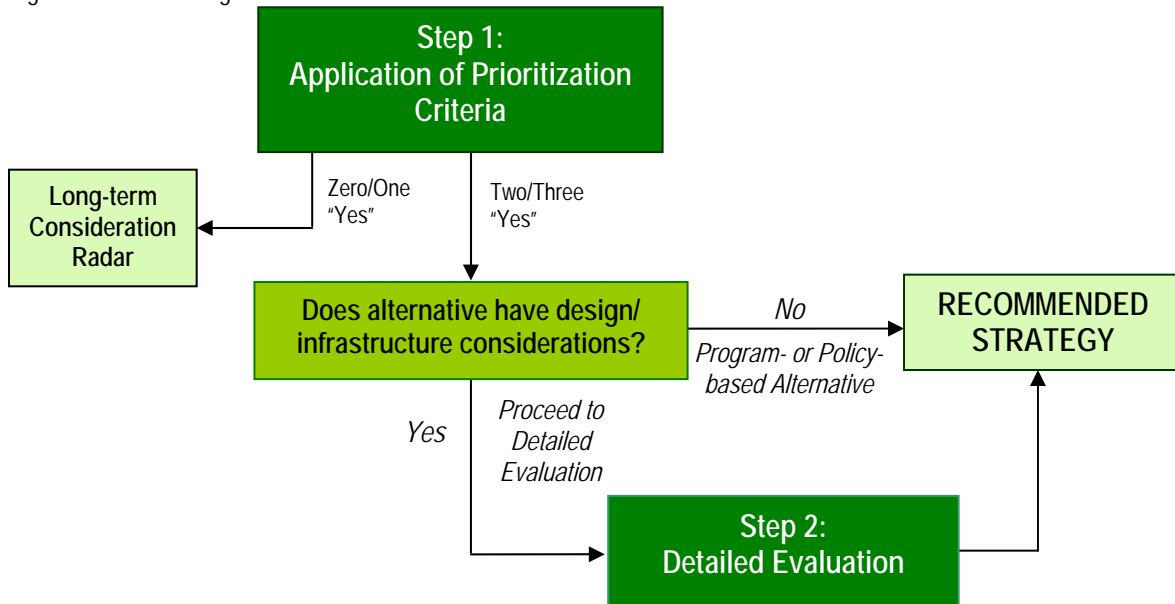 Step 1:
Application of Prioritization
Criteria
Zero/One
"Yes"
Two/Three
"Yes"
Long-term
Consideration
Radar
Does alternative have design/
infrastructure considerations?
No
Program- or Policy-
based Alternative
RECOMMENDED
STRATEGY
Yes
Proceed to
Detailed
Evaluation
Step 2:
Detailed Evaluation